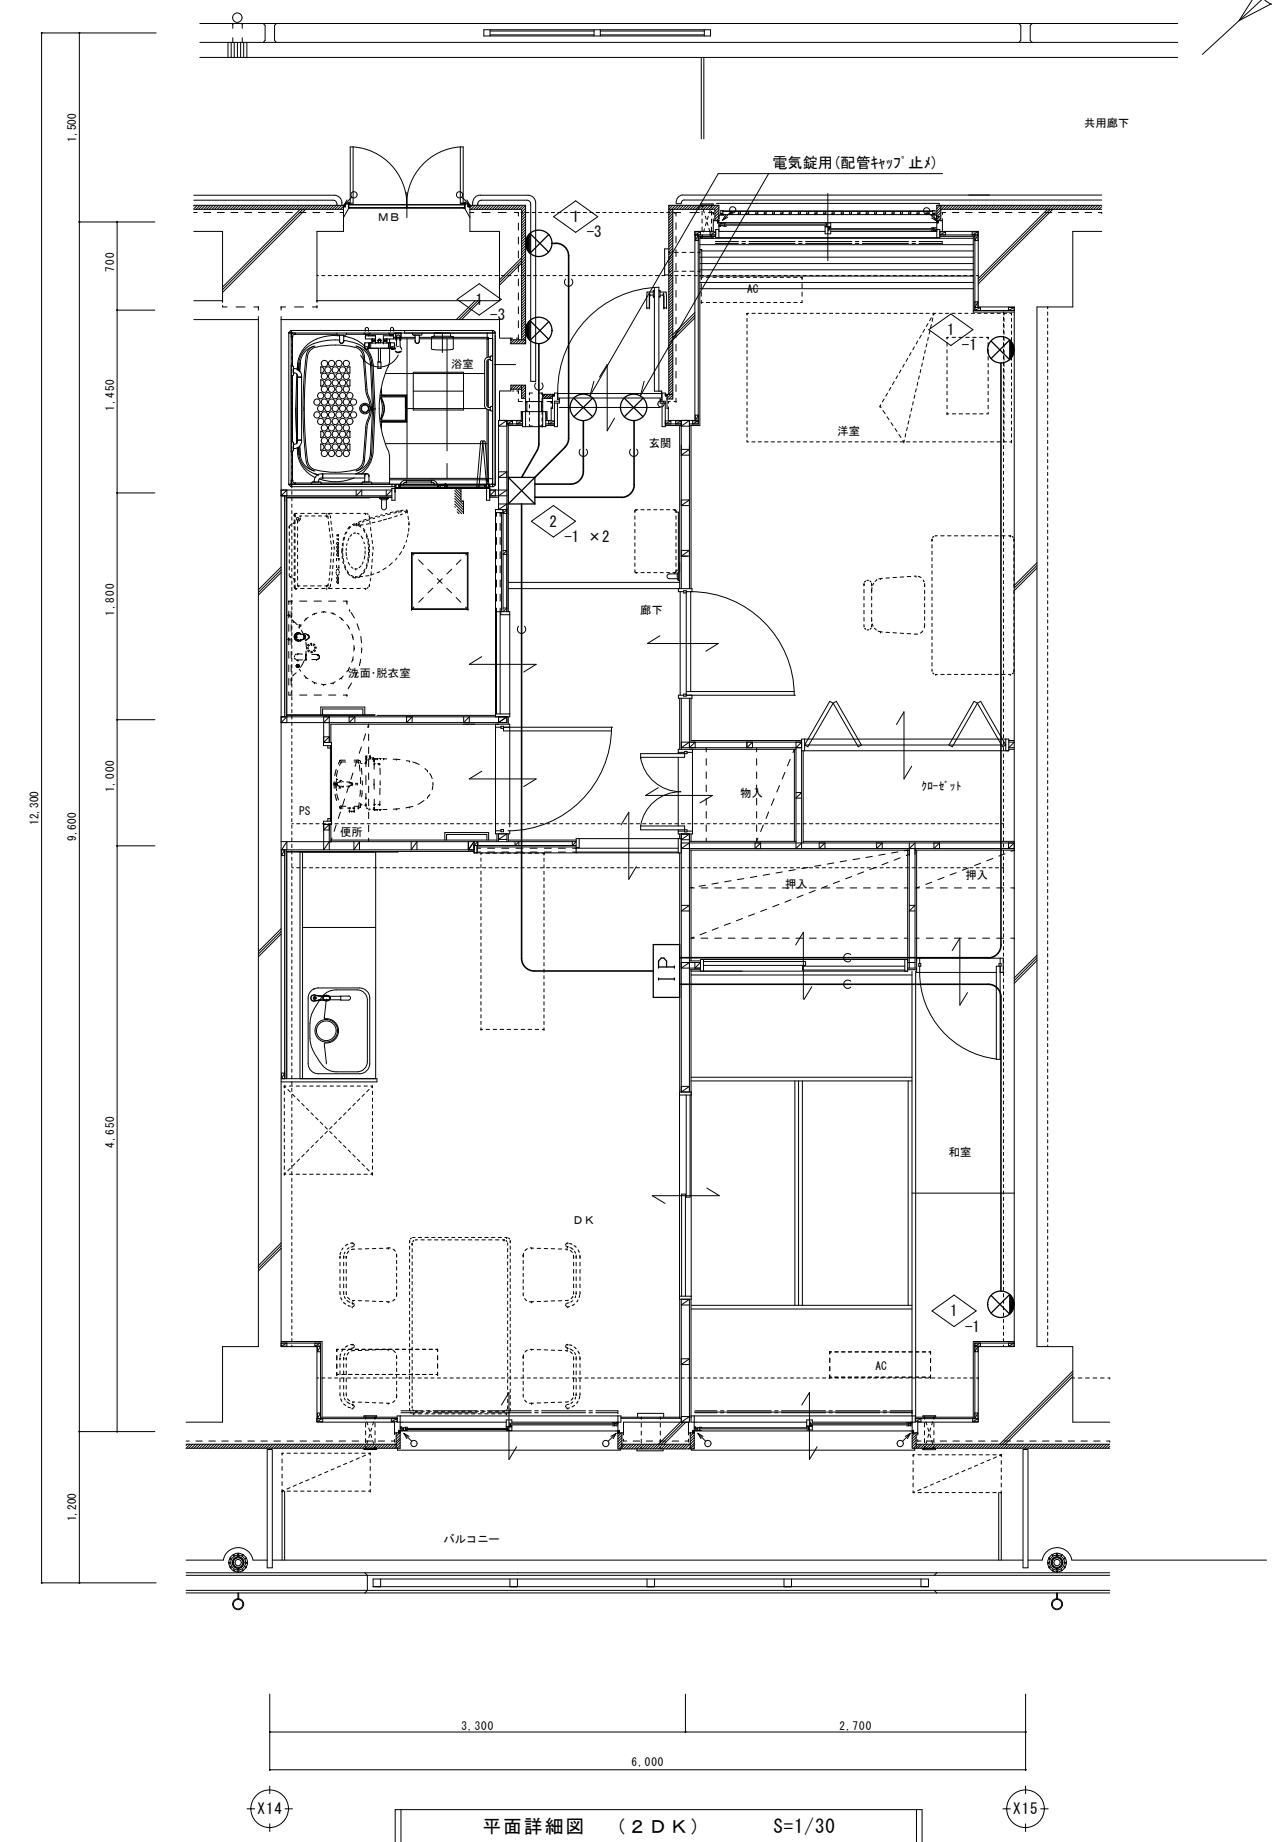 共用廊下
1,500
電気錠用(配管ｷｬｯﾌﾟ止ﾒ)
MB
1
-3
700
AC
1
-3
1
-1
浴室
1,450
洋室
玄関
2
-1 ×2
1,800
廊下
洗面・脱衣室
1,000
物入
ｸﾛｰｾﾞｯﾄ
12,300
9,600
PS
便所
押入
押入
IP
4,650
和室
DK
1
-1
AC
1,200
バルコニー
3,300
2,700
6,000
X14
X15
平面詳細図 (2DK) S=1/30